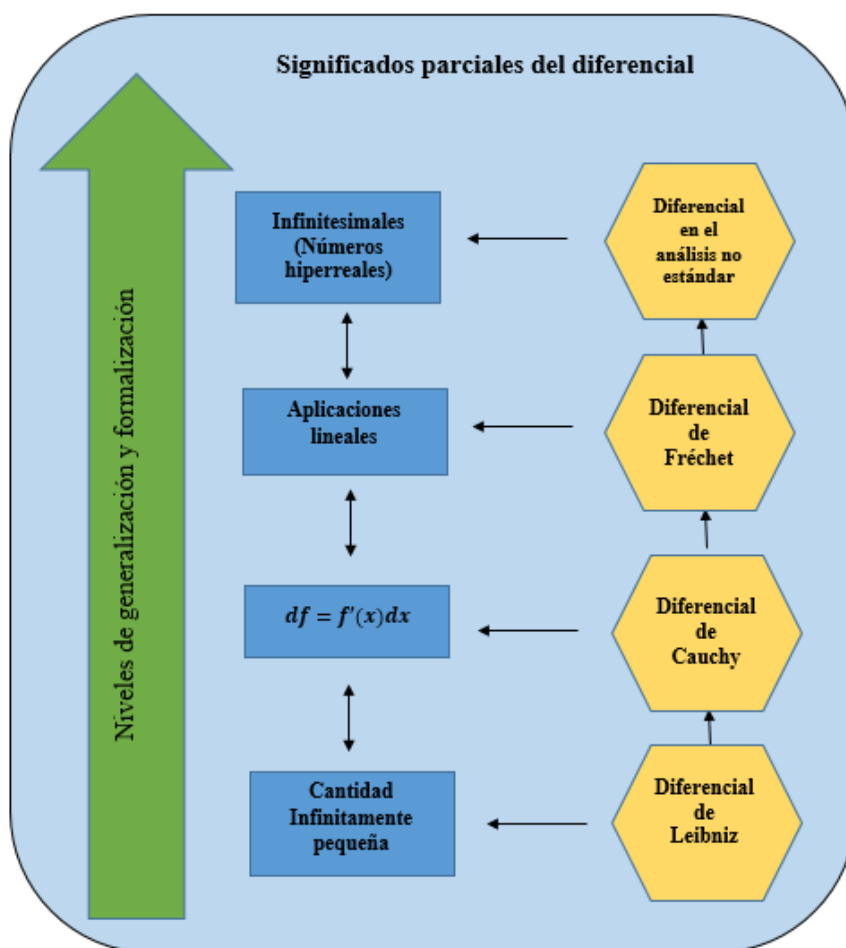 Significados parciales del diferencial
Niveles de generalización y formalización
Infinitesimales
(Números
hiperreales)
Diferencial
en el
análisis no
estándar
Aplicaciones
lineales
Diferencial
de
Fréchet
df = f'(x)dx
Diferencial
de
Cauchy
Cantidad
Infinitamente
pequeña
Diferencial
de
Leibniz